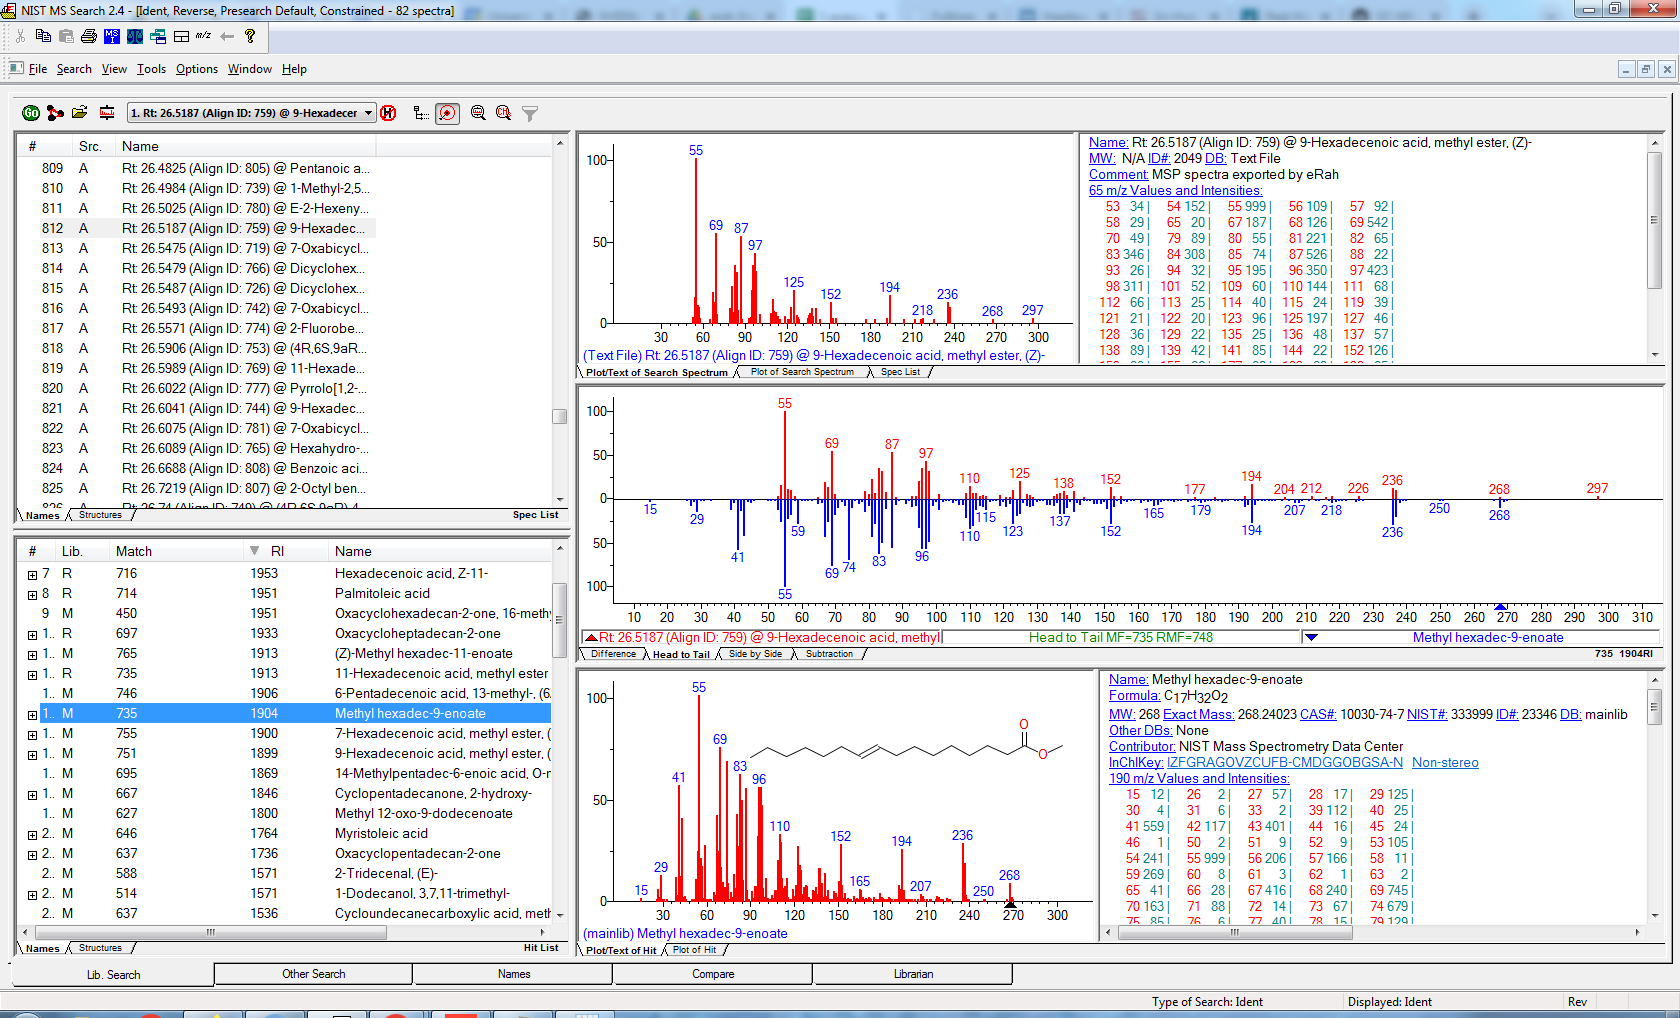 NIST MS Search 2.4 - [Ident, Reverse, Presearch Default, Constrained - 82 spectra]
File Search View Tools Options Window Help
1. Rt: 26.5187 (Align ID: 759) @ 9-Hexadecer
# Src. Name
809 A Rt: 26.4825 (Align ID: 805) @ Pentanoic a...
810 A Rt: 26.4984 (Align ID: 739) @ 1-Methyl-2,5...
811 A Rt: 26.5025 (Align ID: 780) @ E-2-Hexeny...
812 A Rt: 26.5187 (Align ID: 759) @ 9-Hexadec...
813 A Rt: 26.5475 (Align ID: 719) @ 7-Oxabicycl...
814 A Rt: 26.5479 (Align ID: 766) @ Dicyclohex...
815 A Rt: 26.5487 (Align ID: 726) @ Dicyclohex...
816 A Rt: 26.5493 (Align ID: 742) @ 7-Oxabicycl...
817 A Rt: 26.5571 (Align ID: 774) @ 2-Fluorobe...
818 A Rt: 26.5906 (Align ID: 753) @ (4R,6S,9aR...
819 A Rt: 26.5989 (Align ID: 769) @ 11-Hexade...
820 A Rt: 26.6022 (Align ID: 777) @ Pyrrolo[1,2-...
821 A Rt: 26.6041 (Align ID: 744) @ 9-Hexadec...
822 A Rt: 26.6075 (Align ID: 781) @ 7-Oxabicycl...
823 A Rt: 26.6089 (Align ID: 765) @ Hexahydro-...
824 A Rt: 26.6688 (Align ID: 808) @ Benzoic aci...
825 A Rt: 26.7219 (Align ID: 807) @ 2-Octyl ben...
Names Structures Spec List
# Lib. Match RI Name
7 R 716 1953 Hexadecenoic acid, Z-11-
8 R 714 1951 Palmitoleic acid
9 M 450 1951 Oxacyclohexadecan-2-one, 16-methy
1.. R 697 1933 Oxacycloheptadecan-2-one
1.. M 765 1913 (Z)-Methyl hexadec-11-enoate
1.. R 735 1913 11-Hexadecenoic acid, methyl ester
1.. M 746 1906 6-Pentadecenoic acid, 13-methyl-, (6
1.. M 735 1904 Methyl hexadec-9-enoate
1.. M 755 1900 7-Hexadecenoic acid, methyl ester, (
1.. M 751 1899 9-Hexadecenoic acid, methyl ester, (
1.. M 695 1869 14-Methylpentadec-6-enoic acid, O-m
1.. M 667 1846 Cyclopentadecanone, 2-hydroxy-
1.. M 627 1800 Methyl 12-oxo-9-dodecenoate
2.. M 646 1764 Myristoleic acid
2.. M 637 1736 Oxacyclopentadecan-2-one
2.. M 588 1571 2-Tridecenal, (E)-
2.. M 514 1571 1-Dodecanol, 3,7,11-trimethyl-
2.. M 637 1536 Cycloundecanecarboxylic acid, meth
Names Structures Hit List
100 50 0
55 69 87 97 125 152 194 218 236 268 297
30 60 90 120 150 180 210 240 270 300
(Text File) Rt: 26.5187 (Align ID: 759) @ 9-Hexadecenoic acid, methyl ester, (Z)-
Plot/Text of Search Spectrum Plot of Search Spectrum Spec List
Name: Rt: 26.5187 (Align ID: 759) @ 9-Hexadecenoic acid, methyl ester, (Z)-
MW: N/A ID#: 2049 DB: Text File
Comment: MSP spectra exported by eRah
65 m/z Values and Intensities:
53 34| 54 152| 55 999| 56 109| 57 92|
58 29| 65 20| 67 187| 68 126| 69 542|
70 49| 79 89| 80 55| 81 221| 82 65|
83 346| 84 308| 85 74| 87 526| 88 22|
93 26| 94 32| 95 195| 96 350| 97 423|
98 311| 101 52| 109 60| 110 144| 111 68|
112 66| 113 25| 114 40| 115 24| 119 39|
121 21| 122 20| 123 96| 125 197| 127 46|
128 36| 129 22| 135 25| 136 48| 137 57|
138 89| 139 42| 141 85| 144 22| 152 126|
100 50 0 50 100
55 69 87 97 110 125 138 152 177 194 204 212 226 236 268 297
15 29 41 55 59 69 74 83 96 110 115 123 137 152 165 179 194 207 218 236 250 268
10 20 30 40 50 60 70 80 90 100 110 120 130 140 150 160 170 180 190 200 210 220 230 240 250 260 270 280 290 300 310
Rt: 26.5187 (Align ID: 759) @ 9-Hexadecenoic acid, methyl Head to Tail MF=735 RMF=748 Methyl hexadec-9-enoate
Difference Head to Tail Side by Side Subtraction 735 1904RI
100 50 0
15 29 41 55 69 83 96 110 152 165 194 207 236 250 268
O O
30 60 90 120 150 180 210 240 270 300
(mainlib) Methyl hexadec-9-enoate
Plot/Text of Hit Plot of Hit
Name: Methyl hexadec-9-enoate
Formula: C17H32O2
MW: 268 Exact Mass: 268.24023 CAS#: 10030-74-7 NIST#: 333999 ID#: 23346 DB: mainlib
Other DBs: None
Contributor: NIST Mass Spectrometry Data Center
InChIKey: IZFGRAGOVZCUFB-CMDGGOBGSA-N Non-stereo
190 m/z Values and Intensities:
15 12| 26 2| 27 57| 28 17| 29 125|
30 4| 31 6| 33 2| 39 112| 40 25|
41 559| 42 117| 43 401| 44 16| 45 24|
46 1| 50 2| 51 9| 52 9| 53 105|
54 241| 55 999| 56 206| 57 166| 58 11|
59 269| 60 8| 61 3| 62 1| 63 2|
65 41| 66 28| 67 416| 68 240| 69 745|
70 163| 71 88| 72 14| 73 67| 74 679|
75 85| 76 6| 77 40| 78 15| 79 129|
Lib. Search Other Search Names Compare Librarian
Type of Search: Ident Displayed: Ident Rev